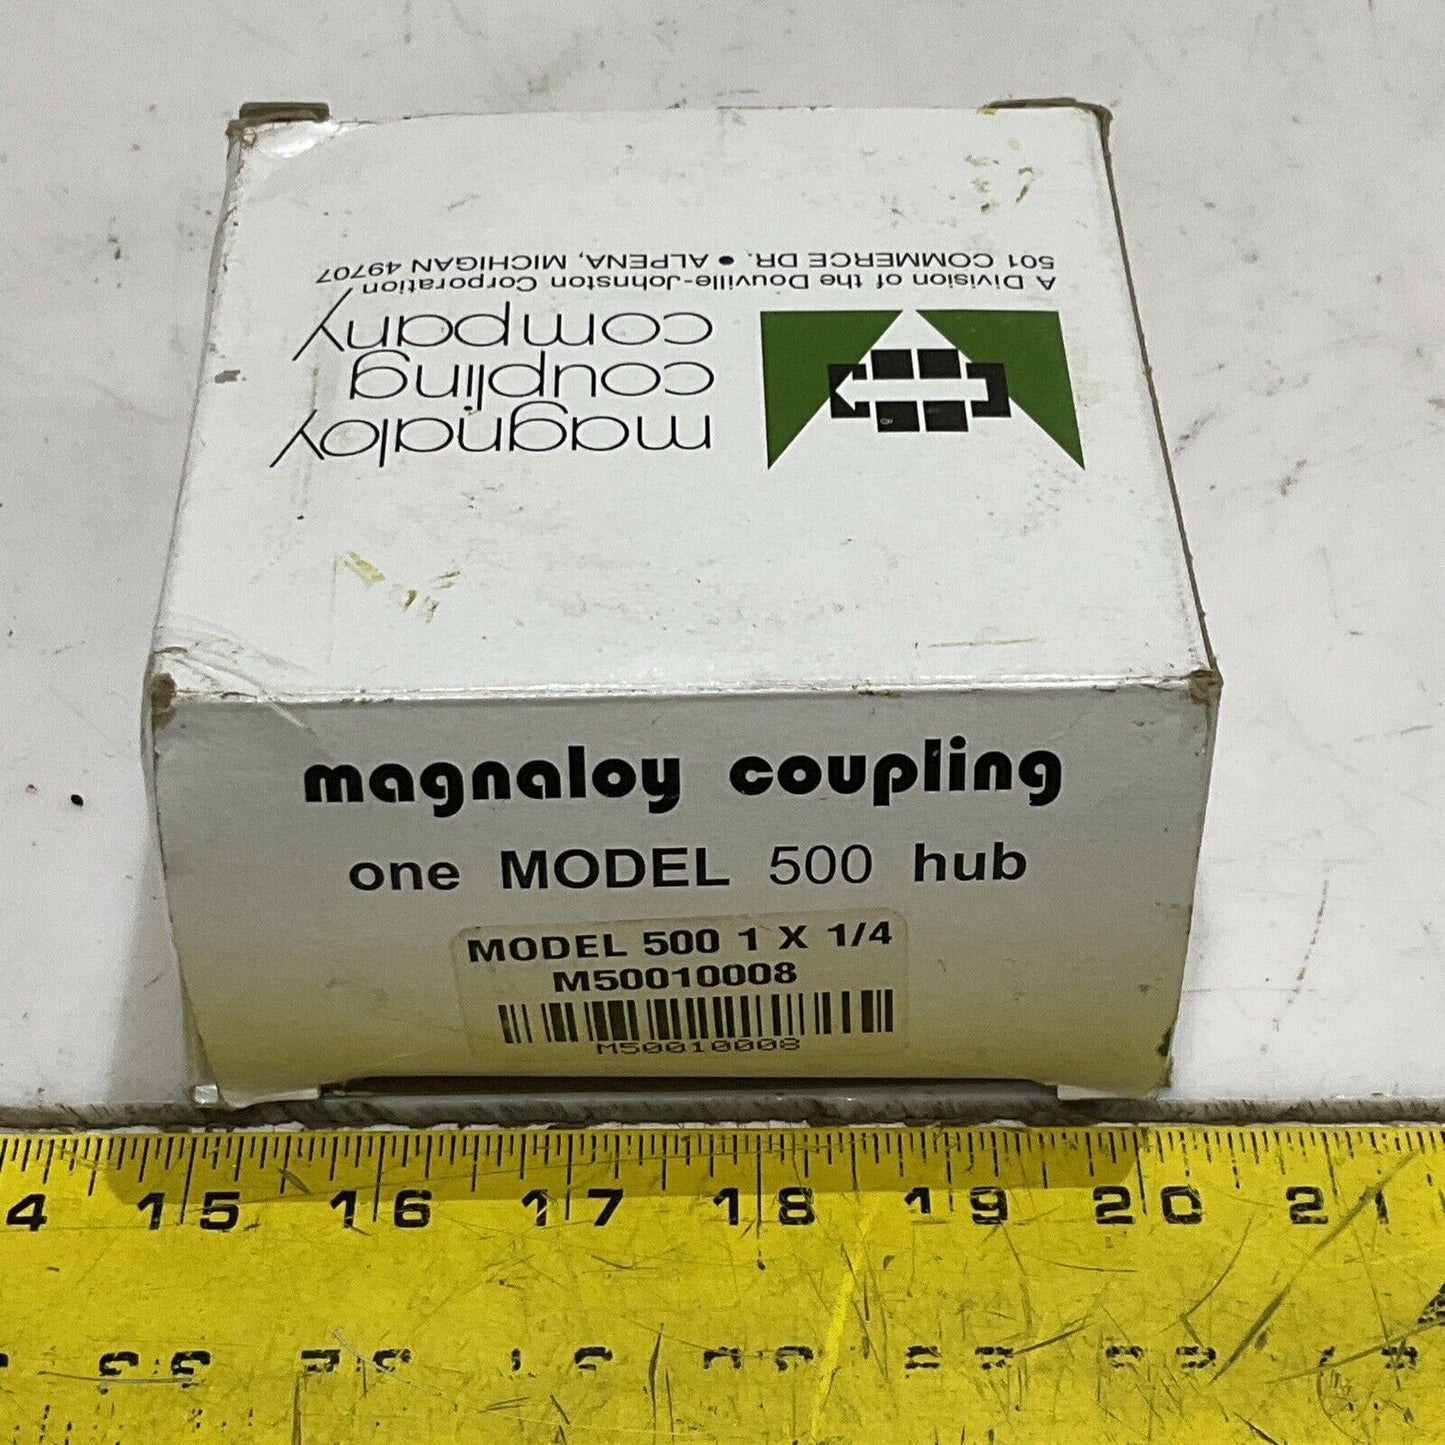 magnaloy
coupling
company
A Division of the Douville-Johnston Corporation
501 COMMERCE DR. • ALPENA, MICHIGAN 49707
magnaloy coupling
one MODEL 500 hub
MODEL 500 1 X 1/4
M50010008
M50010008
4 15 16 17 18 19 20 21